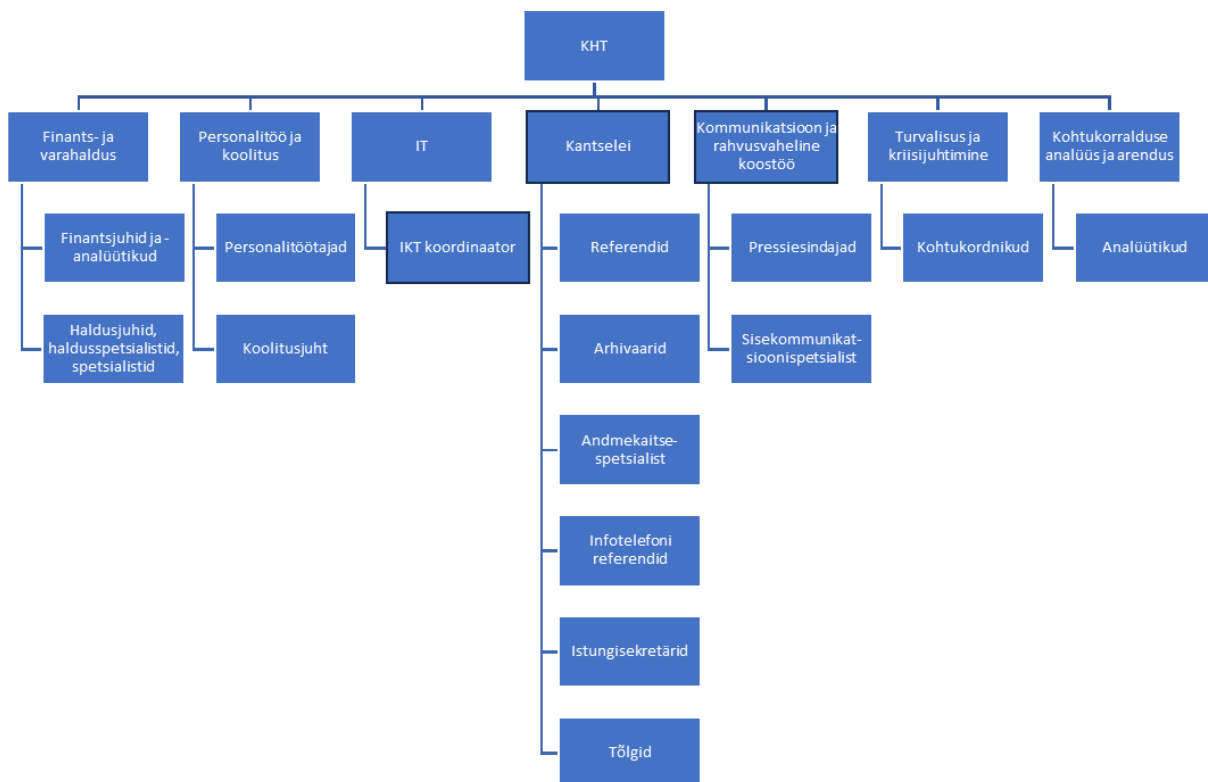 KHT
Finants- ja
varahaldus
Personalitöö ja
koolitus
IT
Kantselei
Kommunikatsioon ja
rahvusvaheline
koostöö
Turvalisus ja
kriisijuhtimine
Kohtukorralduse
analüüs ja arendus
Finantsjuhid ja -
analüütikud
Personalitöötajad
IKT koordinaator
Referendid
Pressiesindajad
Kohtukordnikud
Analüütikud
Haldusjuhid,
haldusspetsialistid,
spetsialistid
Koolitusjuht
Arhivaarid
Sisekommunikat-
sioonispetsialist
Andmekaitse-
spetsialist
Infotelefoni
referendid
Istungisekretärid
Tõlgid